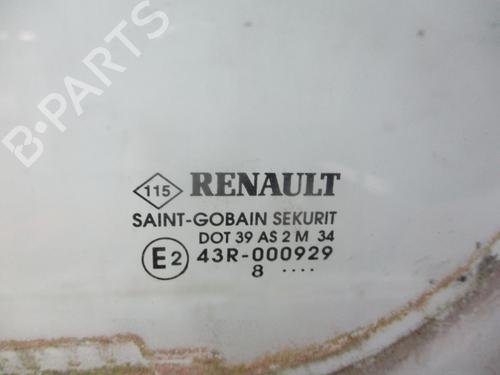 B-PARTS
115 RENAULT
SAINT-GOBAIN SEKURIT
DOT 39 AS 2 M 34
E2 43R-000929
8 ....